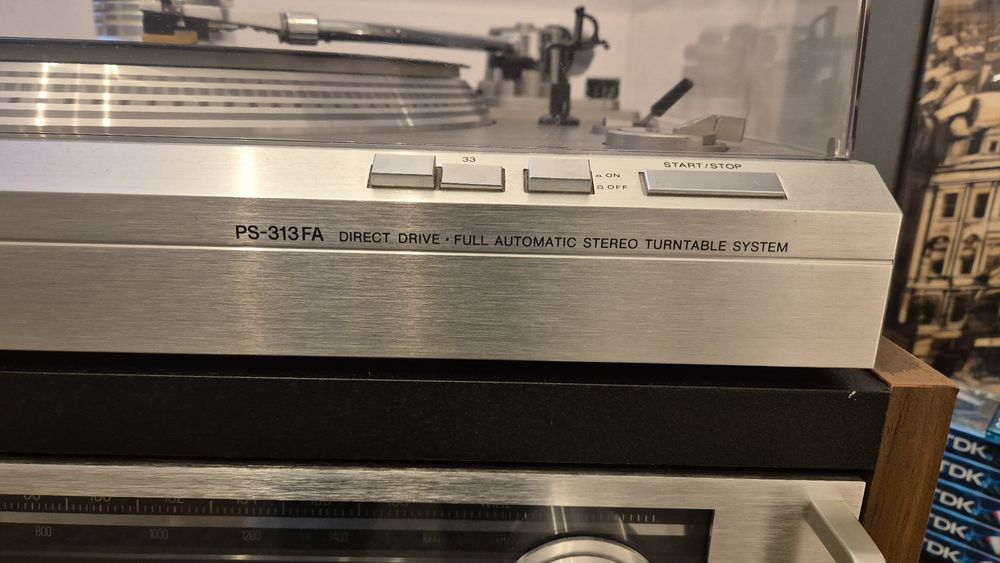 33
START/STOP
ON
OFF
PS-313FA DIRECT DRIVE · FULL AUTOMATIC STEREO TURNTABLE SYSTEM
TDK
TDK
TDK
TDK
TDK
800 1000 1200 1400